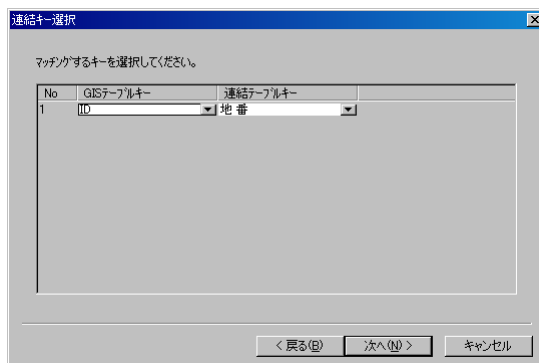 連結キー選択
マッチングするキーを選択してください。
No GISテーブルキー 連結テーブルキー
1 ID 地番
< 戻る(B) 次へ(N) > キャンセル